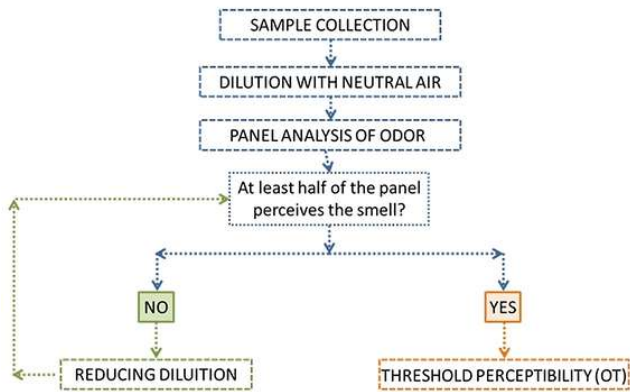 SAMPLE COLLECTION
DILUTION WITH NEUTRAL AIR
PANEL ANALYSIS OF ODOR
At least half of the panel
perceives the smell?
NO
YES
REDUCING DILUITION
THRESHOLD PERCEPTIBILITY (OT)